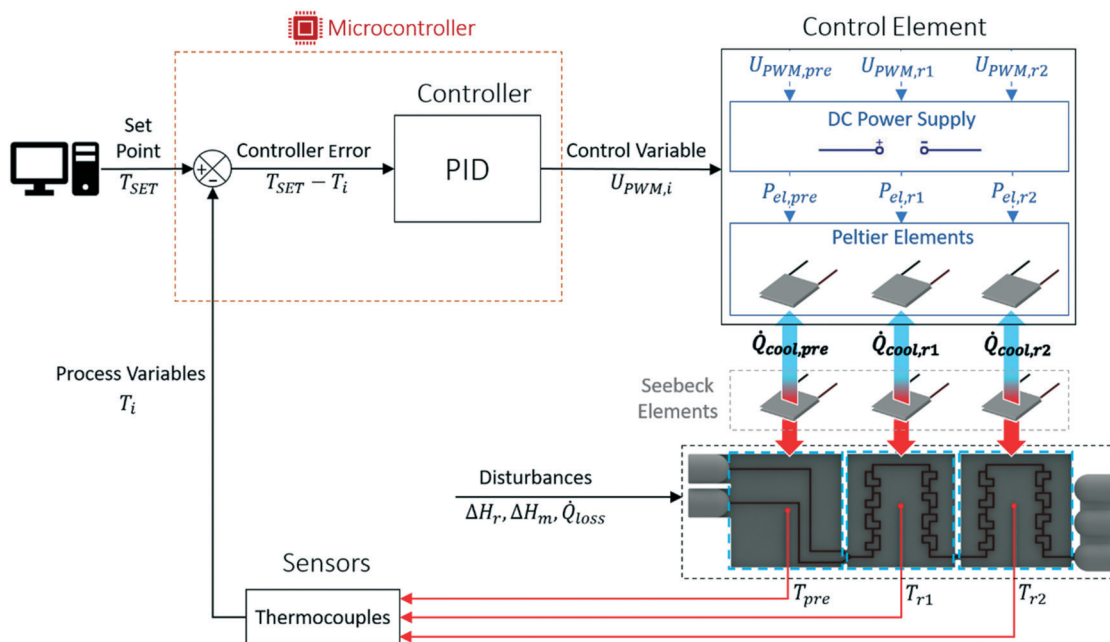 Microcontroller
Control Element
U_PWM,pre U_PWM,r1 U_PWM,r2
Controller
DC Power Supply
+ −
Set
Point
T_SET
+
-
Controller Error
T_SET − T_i
PID
Control Variable
U_PWM,i
P_el,pre P_el,r1 P_el,r2
Peltier Elements
Q̇_cool,pre Q̇_cool,r1 Q̇_cool,r2
Process Variables
T_i
Seebeck
Elements
Disturbances
ΔH_r, ΔH_m, Q̇_loss
Sensors
Thermocouples
T_pre T_r1 T_r2